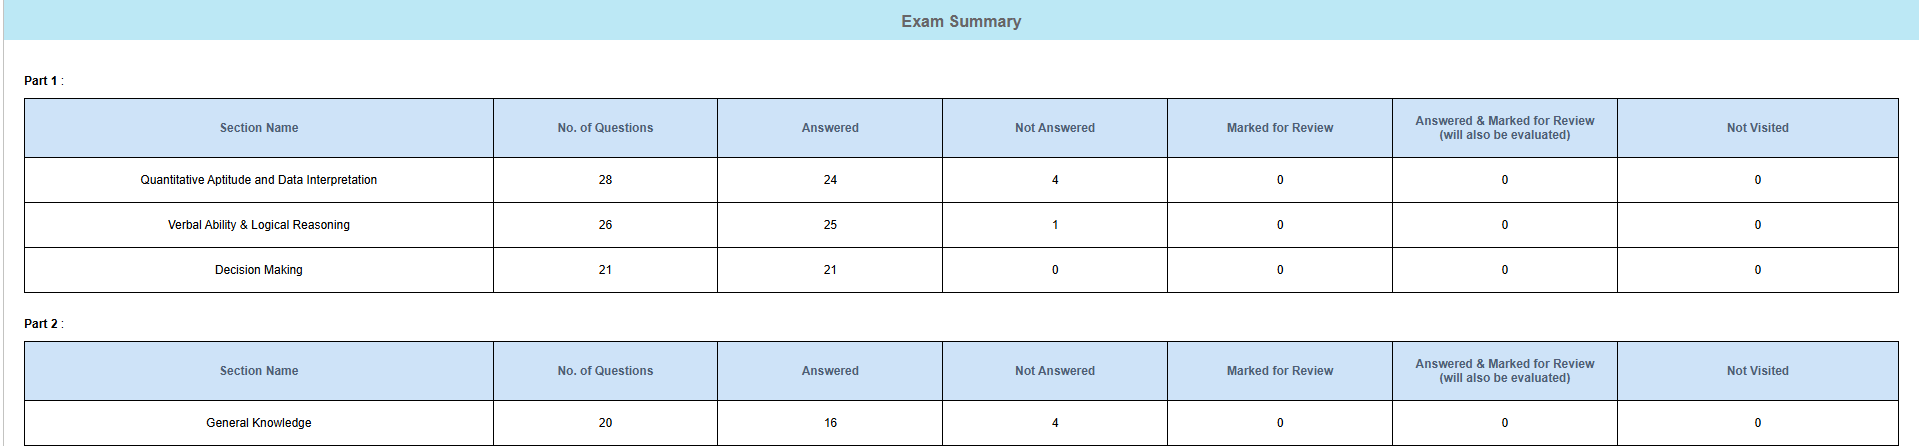 Exam Summary
Part 1 :
Section Name No. of Questions Answered Not Answered Marked for Review Answered & Marked for Review (will also be evaluated) Not Visited
Quantitative Aptitude and Data Interpretation 28 24 4 0 0 0
Verbal Ability & Logical Reasoning 26 25 1 0 0 0
Decision Making 21 21 0 0 0 0
Part 2 :
Section Name No. of Questions Answered Not Answered Marked for Review Answered & Marked for Review (will also be evaluated) Not Visited
General Knowledge 20 16 4 0 0 0